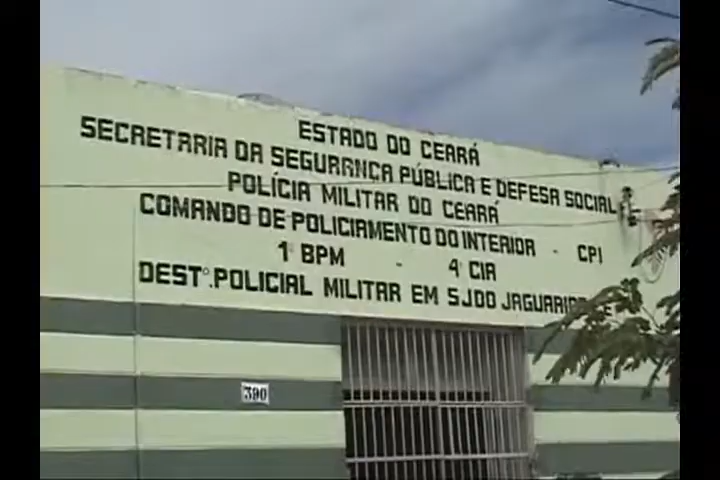 ESTADO DO CEARÁ
SECRETARIA DA SEGURANÇA PÚBLICA E DEFESA SOCIAL
POLÍCIA MILITAR DO CEARÁ
COMANDO DE POLICIAMENTO DO INTERIOR - CPI
1º BPM - 4ª CIA
DESTº. POLICIAL MILITAR EM SJDO
390